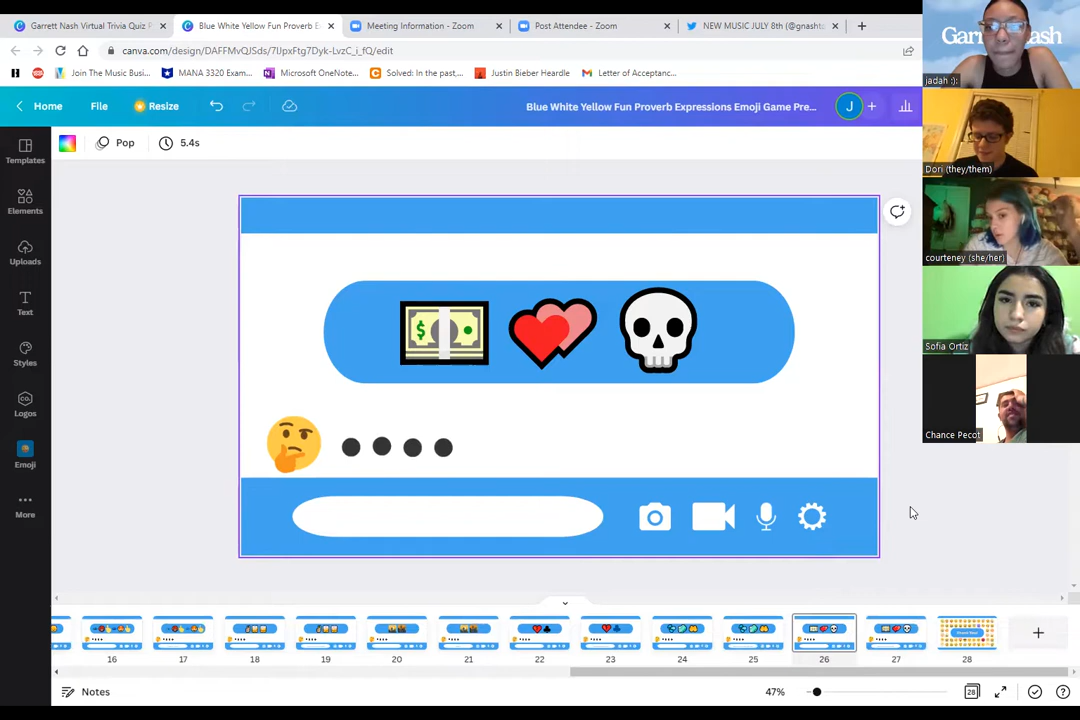 Garrett Nash Virtual Trivia Quiz P
Blue White Yellow Fun Proverb E
Meeting Information - Zoom
Post Attendee - Zoom
NEW MUSIC JULY 8th (@gnasht
canva.com/design/DAFFMvQJSds/7UpxFtg7Dyk-LvzC_i_fQ/edit
Join The Music Busi...
MANA 3320 Exam...
Microsoft OneNote...
Solved: In the past,...
Justin Bieber Heardle
Letter of Acceptanc...
Home
File
Resize
Blue White Yellow Fun Proverb Expressions Emoji Game Pre...
J
Pop
5.4s
Templates
Elements
Uploads
Text
Styles
Logos
Emoji
More
jadah :):
Dori (they/them)
courteney (she/her)
Sofia Ortiz
Chance Pecot
16
17
18
19
20
21
22
23
24
25
26
27
28
Notes
47%
28